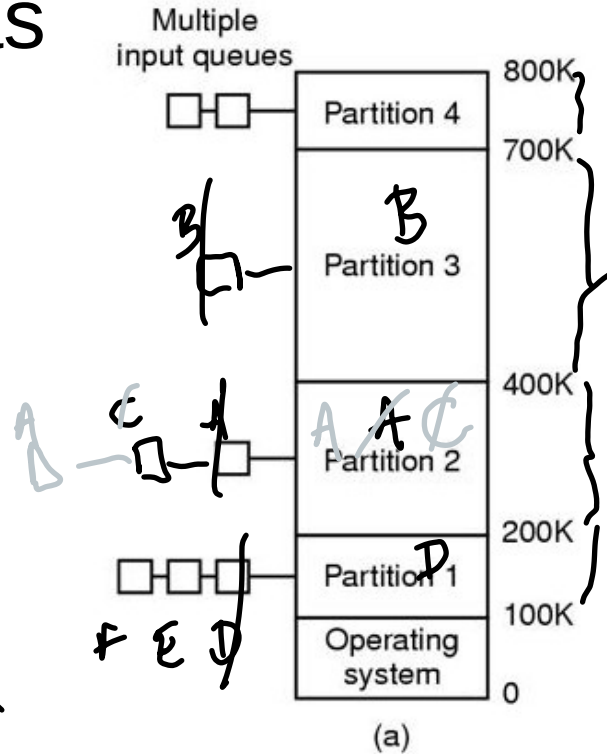 Multiple
input queues
800K
Partition 4
700K
B
B
Partition 3
400K
A
C
A
A
A
C
Partition 2
200K
D
Partition 1
100K
F E D
Operating
system
0
(a)